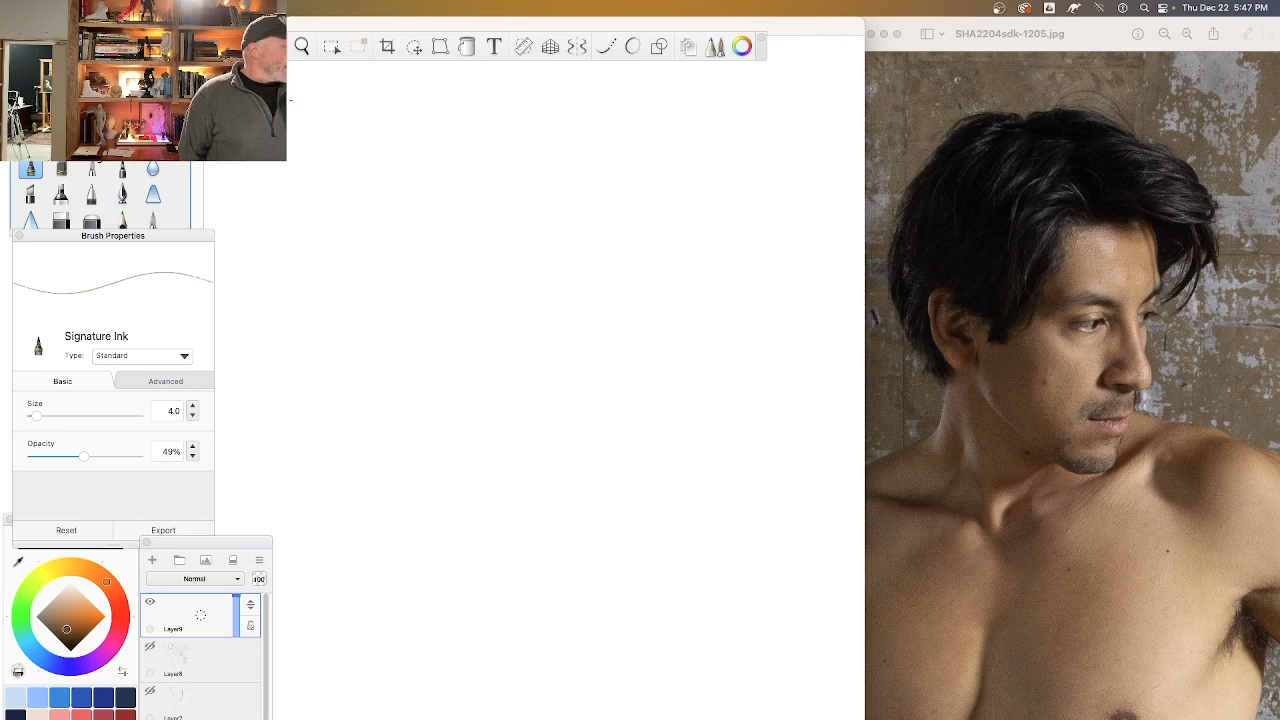 Thu Dec 22 5:47 PM
SHA2204sdk-1205.jpg
T
Brush Properties
Signature Ink
Type: Standard
Basic
Advanced
Size
4.0
Opacity
49%
Reset
Export
Normal
100
Layer9
Layer8
Layer7